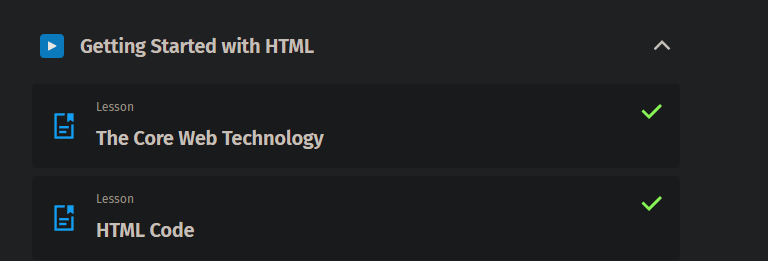 Getting Started with HTML
Lesson
The Core Web Technology
Lesson
HTML Code